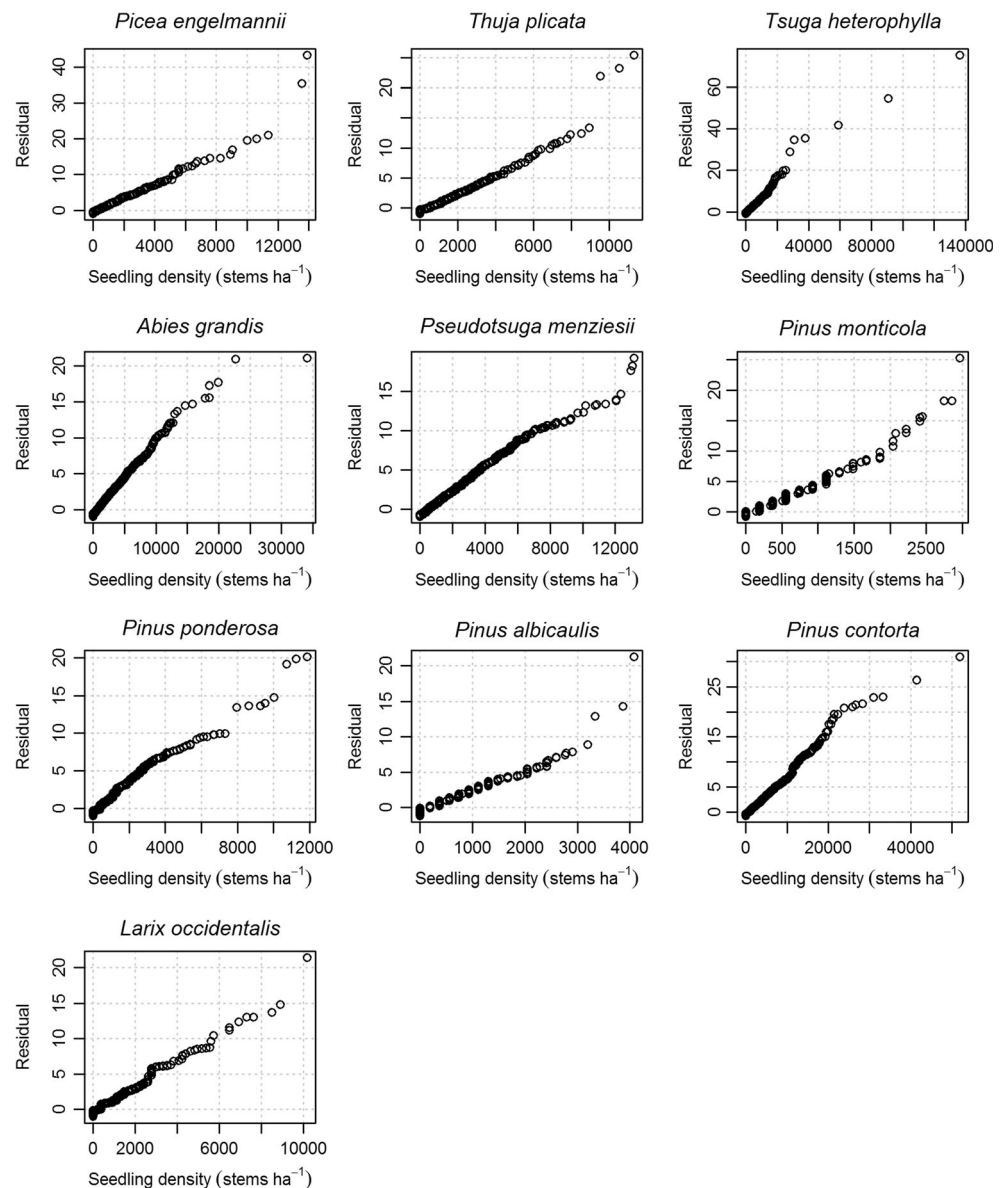 Picea engelmannii
Thuja plicata
Tsuga heterophylla
Residual
0 10 20 30 40
0 4000 8000 12000
Seedling density (stems ha⁻¹)
Residual
0 5 10 20
0 2000 6000 10000
Seedling density (stems ha⁻¹)
Residual
0 20 40 60
0 40000 80000 140000
Seedling density (stems ha⁻¹)
Abies grandis
Pseudotsuga menziesii
Pinus monticola
Residual
0 5 10 15 20
0 10000 20000 30000
Seedling density (stems ha⁻¹)
Residual
0 5 10 15
0 4000 8000 12000
Seedling density (stems ha⁻¹)
Residual
0 5 10 20
0 500 1500 2500
Seedling density (stems ha⁻¹)
Pinus ponderosa
Pinus albicaulis
Pinus contorta
Residual
0 5 10 15 20
0 4000 8000 12000
Seedling density (stems ha⁻¹)
Residual
0 5 10 15 20
0 1000 2000 3000 4000
Seedling density (stems ha⁻¹)
Residual
0 5 15 25
0 20000 40000
Seedling density (stems ha⁻¹)
Larix occidentalis
Residual
0 5 10 15 20
0 2000 6000 10000
Seedling density (stems ha⁻¹)